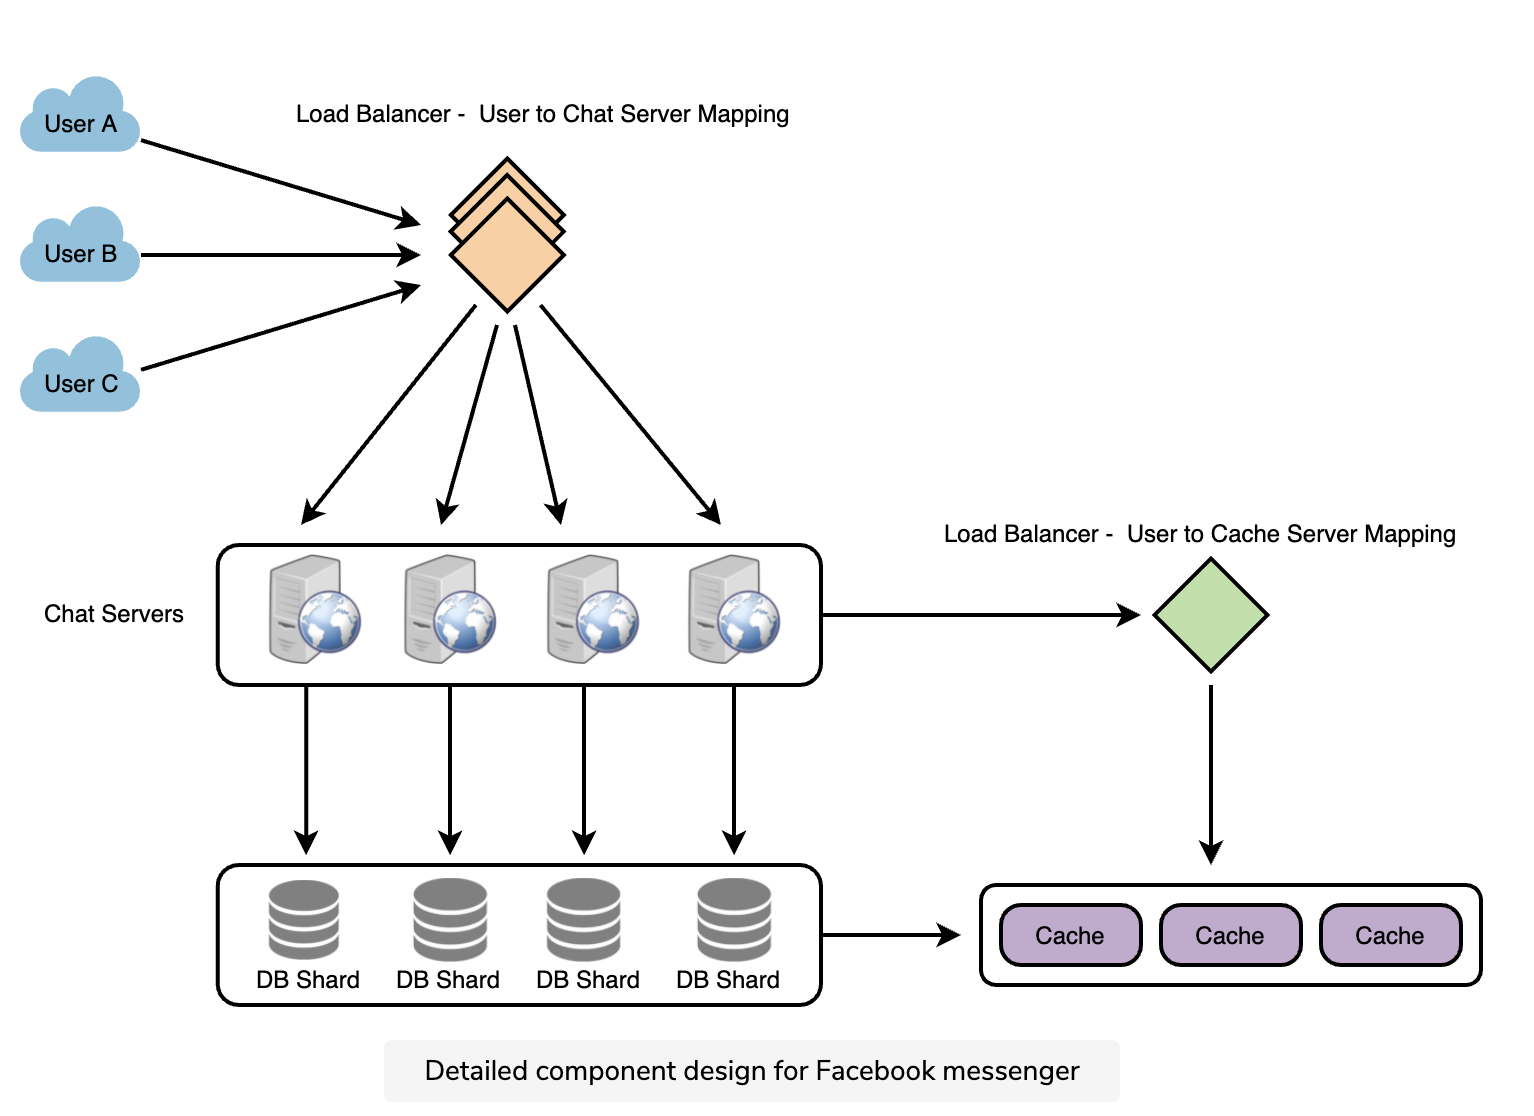 Load Balancer -  User to Chat Server Mapping
User A
User B
User C
Load Balancer -  User to Cache Server Mapping
Chat Servers
Cache
Cache
Cache
DB Shard
DB Shard
DB Shard
DB Shard
Detailed component design for Facebook messenger